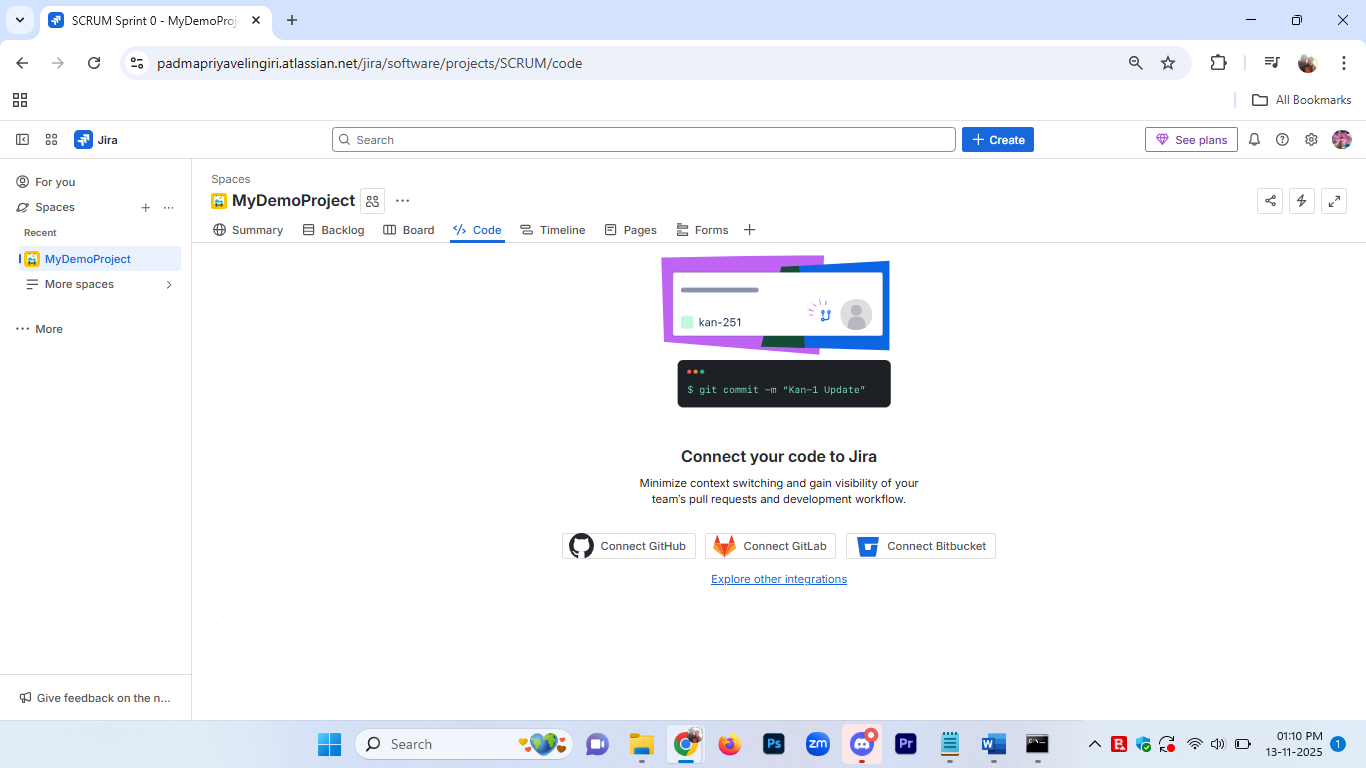 SCRUM Sprint 0 - MyDemoProj
padmapriyavelingiri.atlassian.net/jira/software/projects/SCRUM/code
All Bookmarks
Jira
Search
Create
See plans
For you
Spaces
Recent
MyDemoProject
More spaces
More
Give feedback on the n...
Spaces
MyDemoProject
Summary
Backlog
Board
Code
Timeline
Pages
Forms
kan-251
$ git commit -m “Kan-1 Update”
Connect your code to Jira
Minimize context switching and gain visibility of your
team's pull requests and development workflow.
Connect GitHub
Connect GitLab
Connect Bitbucket
Explore other integrations
Search
Ps
zm
Pr
01:10 PM
13-11-2025
1